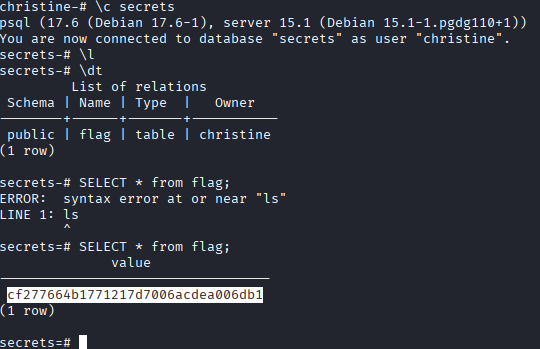 christine-# \c secrets
psql (17.6 (Debian 17.6-1), server 15.1 (Debian 15.1-1.pgdg110+1))
You are now connected to database "secrets" as user "christine".
secrets-# \l
secrets-# \dt
         List of relations
 Schema | Name | Type  |   Owner
--------+------+-------+-----------
 public | flag | table | christine
(1 row)

secrets-# SELECT * from flag;
ERROR:  syntax error at or near "ls"
LINE 1: ls
        ^
secrets=# SELECT * from flag;
              value
----------------------------------
 cf277664b1771217d7006acdea006db1
(1 row)

secrets=#